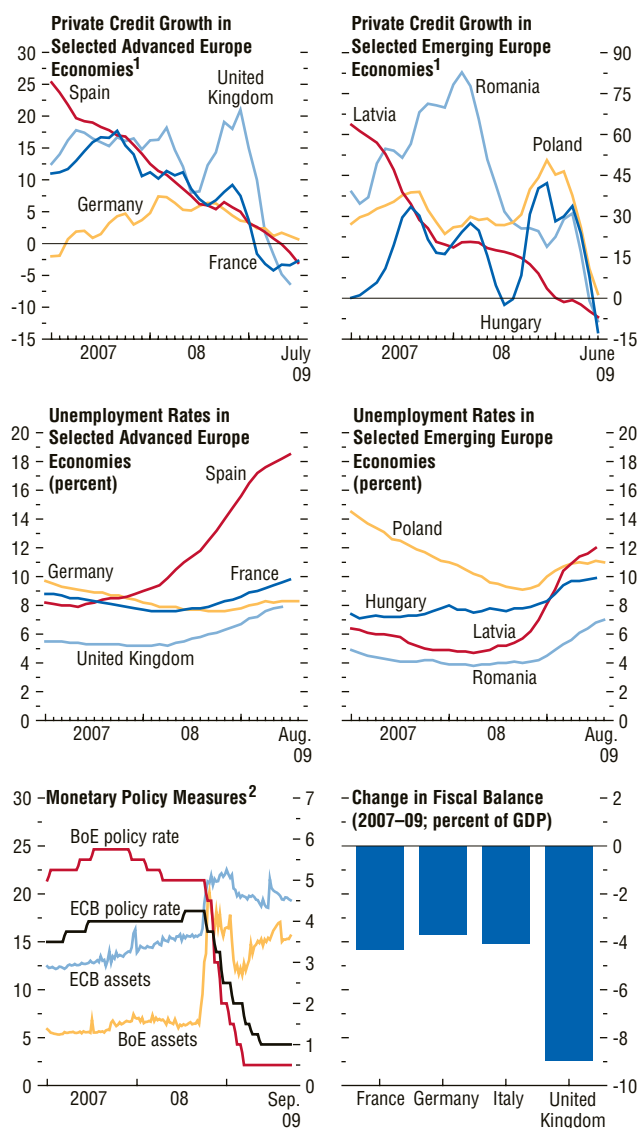 Private Credit Growth in
Selected Advanced Europe
Economies1
30
25
20
15
10
5
0
-5
-10
-15
Spain
United
Kingdom
Germany
France
2007
08
July
09
Private Credit Growth in
Selected Emerging Europe
Economies1
90
75
60
45
30
15
0
-15
Romania
Latvia
Poland
Hungary
2007
08
June
09
Unemployment Rates in
Selected Advanced Europe
Economies
(percent)
20
18
16
14
12
10
8
6
4
2
0
Spain
Germany
France
United Kingdom
2007
08
Aug.
09
Unemployment Rates in
Selected Emerging Europe
Economies
(percent)
20
18
16
14
12
10
8
6
4
2
0
Poland
Hungary
Latvia
Romania
2007
08
Aug.
09
Monetary Policy Measures2
30
25
20
15
10
5
0
7
6
5
4
3
2
1
0
BoE policy rate
ECB policy rate
ECB assets
BoE assets
2007
08
Sep.
09
Change in Fiscal Balance
(2007–09; percent of GDP)
2
0
-2
-4
-6
-8
-10
France Germany Italy United
Kingdom